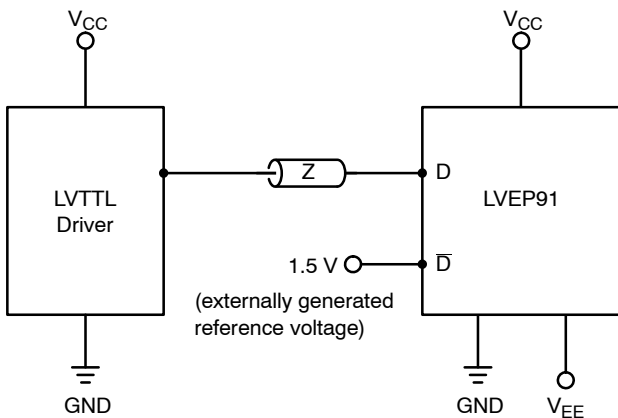 VCC
VCC
Z
D
LVTTL
Driver
LVEP91
1.5 V
D̅
(externally generated
reference voltage)
GND
GND
VEE